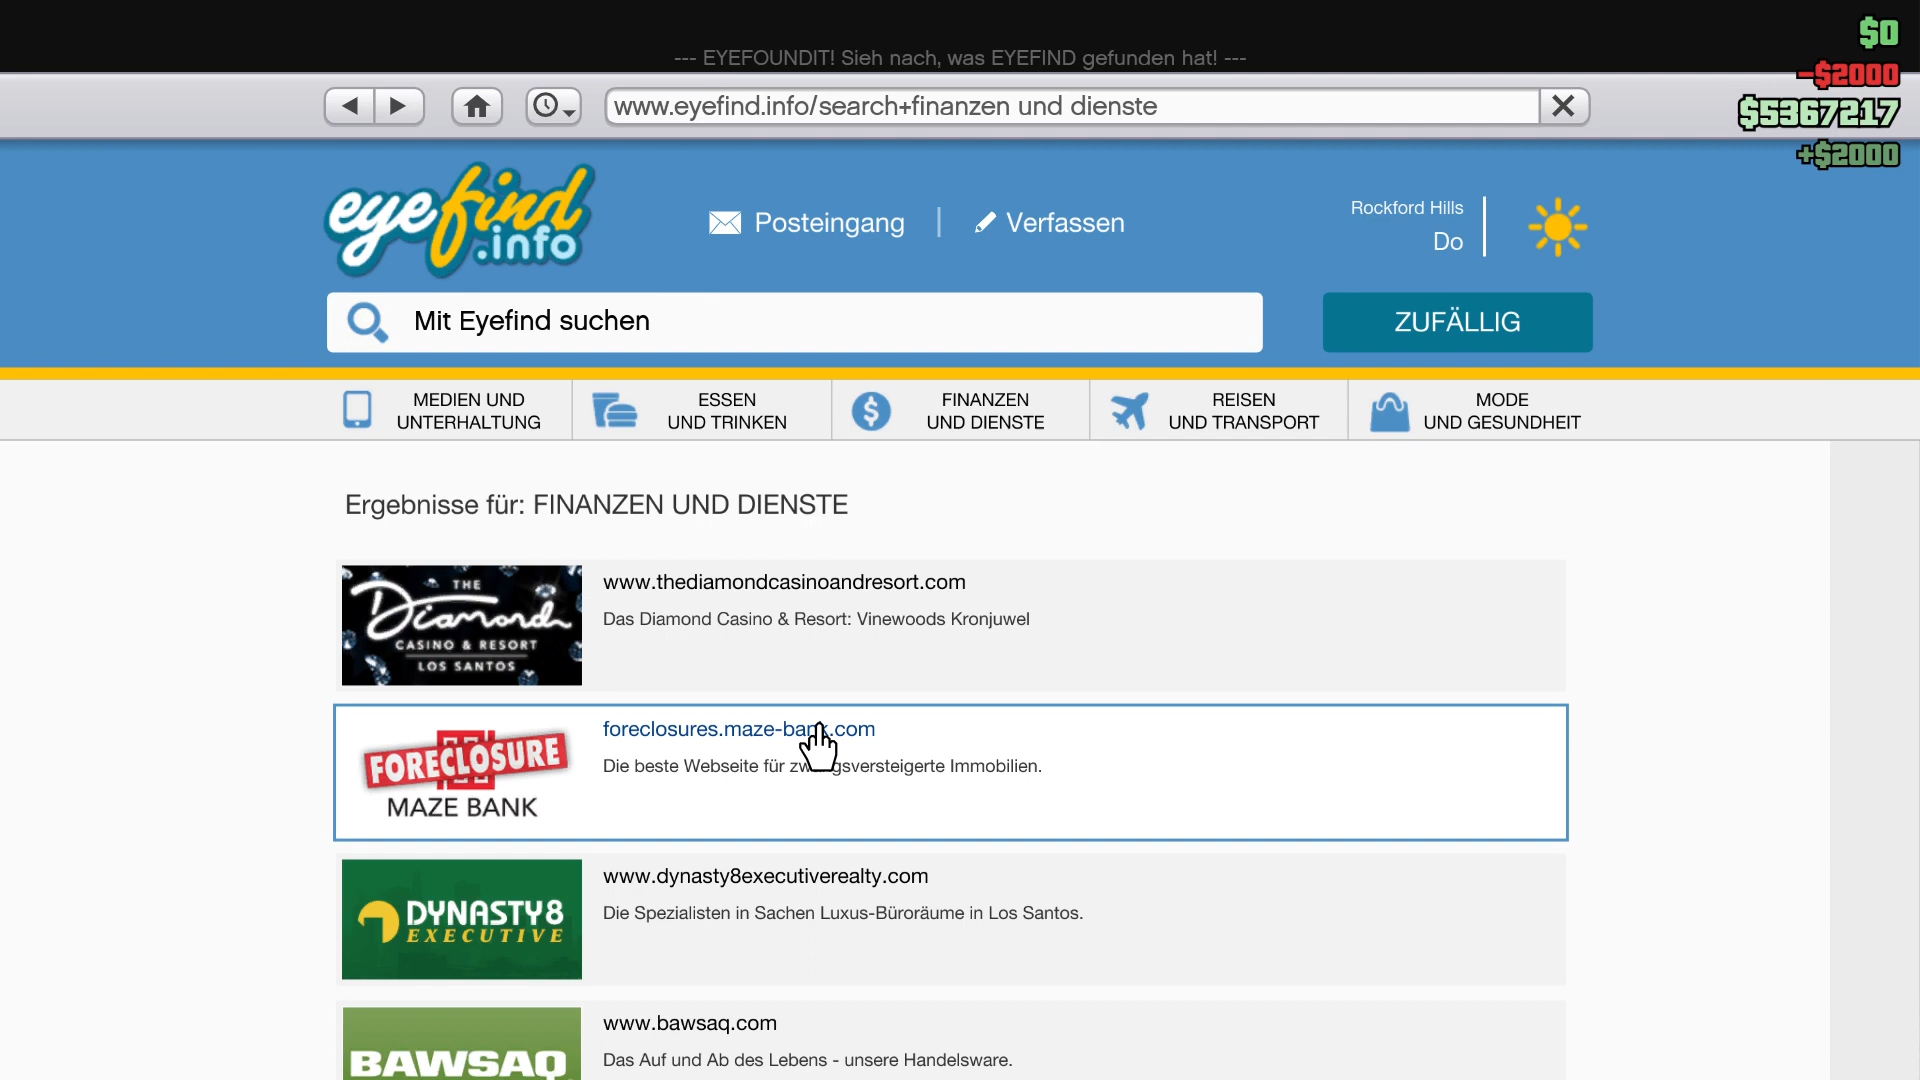 --- EYEFOUNDIT! Sieh nach, was EYEFIND gefunden hat! ---
$0
-$2000
$5367217
+$2000
www.eyefind.info/search+finanzen und dienste
eyefind
.info
Posteingang | Verfassen
Rockford Hills
Do
Mit Eyefind suchen
ZUFÄLLIG
MEDIEN UND
UNTERHALTUNG
ESSEN
UND TRINKEN
FINANZEN
UND DIENSTE
REISEN
UND TRANSPORT
MODE
UND GESUNDHEIT
Ergebnisse für: FINANZEN UND DIENSTE
THE
Diamond
CASINO & RESORT
LOS SANTOS
www.thediamondcasinoandresort.com
Das Diamond Casino & Resort: Vinewoods Kronjuwel
FORECLOSURE
MAZE BANK
foreclosures.maze-bank.com
Die beste Webseite für zwangsversteigerte Immobilien.
DYNASTY8
EXECUTIVE
www.dynasty8executiverealty.com
Die Spezialisten in Sachen Luxus-Büroräume in Los Santos.
BAWSAQ
www.bawsaq.com
Das Auf und Ab des Lebens - unsere Handelsware.